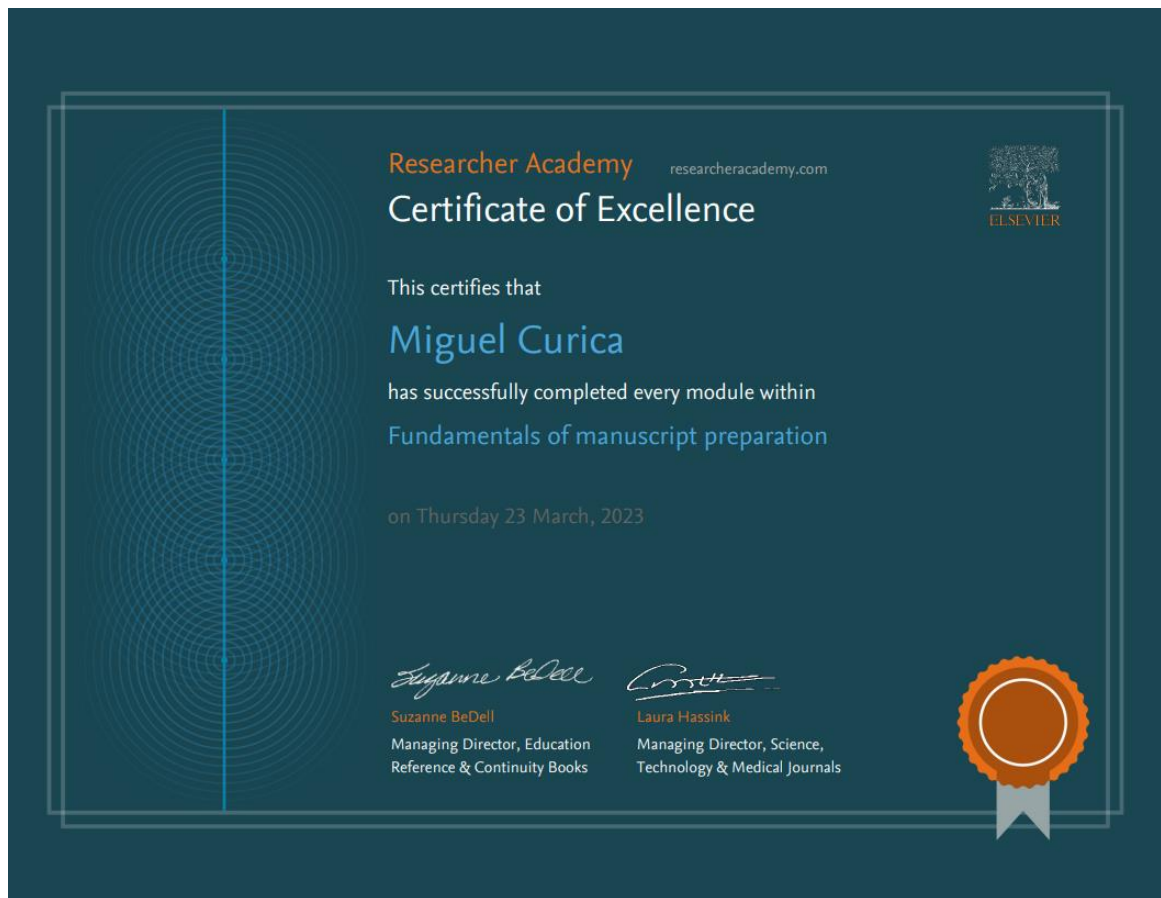 Researcher Academy researcheracademy.com
Certificate of Excellence
ELSEVIER
This certifies that
Miguel Curica
has successfully completed every module within
Fundamentals of manuscript preparation
on Thursday 23 March, 2023
Suzanne BeDell
Suzanne BeDell
Managing Director, Education
Reference & Continuity Books
Laura Hassink
Managing Director, Science,
Technology & Medical Journals